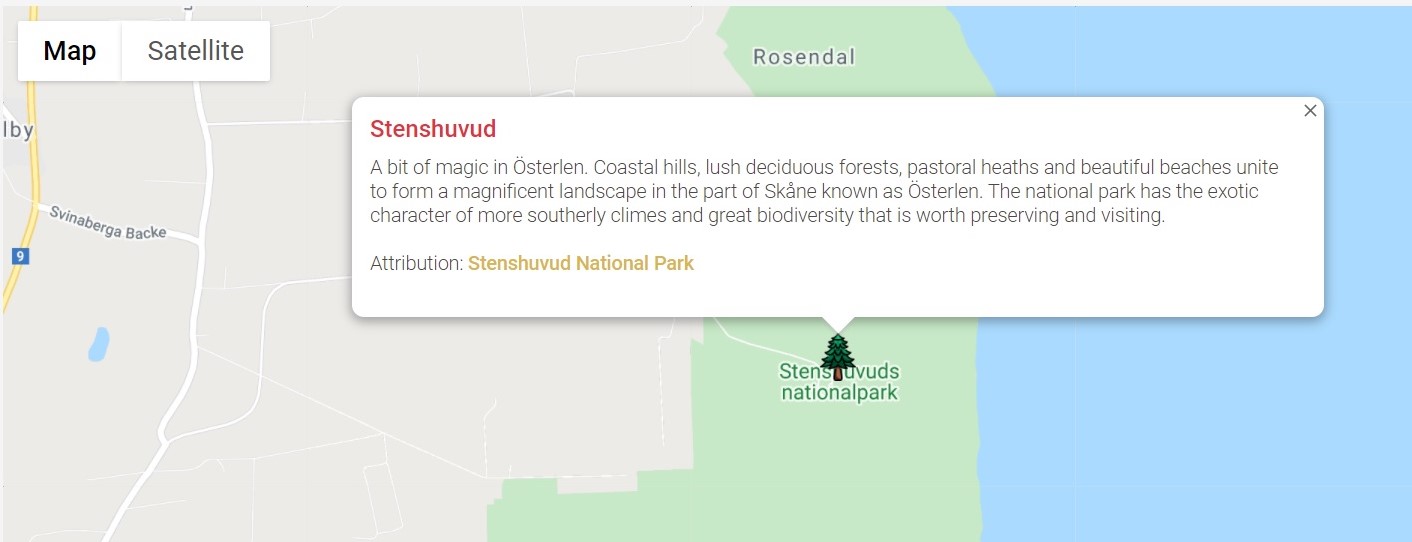 Map Satellite
Rosendal
lby
Stenshuvud
A bit of magic in Österlen. Coastal hills, lush deciduous forests, pastoral heaths and beautiful beaches unite
to form a magnificent landscape in the part of Skåne known as Österlen. The national park has the exotic
character of more southerly climes and great biodiversity that is worth preserving and visiting.
Attribution: Stenshuvud National Park
Svinaberga Backe
9
nationalpark